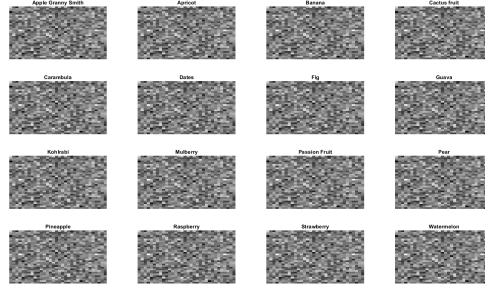 Apple Granny Smith
Apricot
Banana
Cactus fruit
Carambula
Dates
Fig
Guava
Kohlrabi
Mulberry
Passion Fruit
Pear
Pineapple
Raspberry
Strawberry
Watermelon